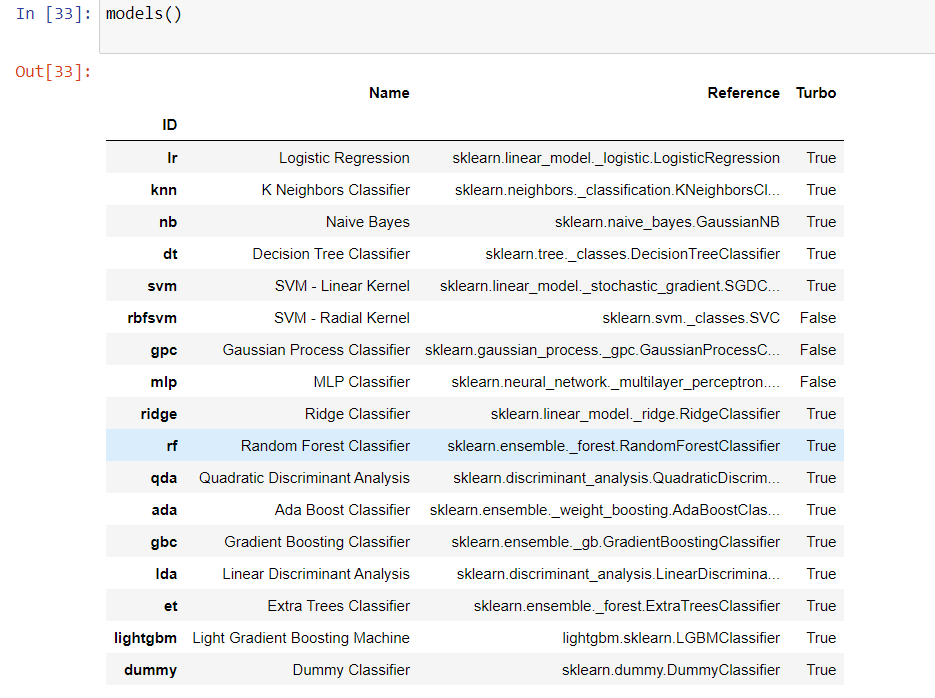 In [33]: models()
Out[33]:
Name Reference Turbo
ID
lr Logistic Regression sklearn.linear_model._logistic.LogisticRegression True
knn K Neighbors Classifier sklearn.neighbors._classification.KNeighborsCl... True
nb Naive Bayes sklearn.naive_bayes.GaussianNB True
dt Decision Tree Classifier sklearn.tree._classes.DecisionTreeClassifier True
svm SVM - Linear Kernel sklearn.linear_model._stochastic_gradient.SGDC... True
rbfsvm SVM - Radial Kernel sklearn.svm._classes.SVC False
gpc Gaussian Process Classifier sklearn.gaussian_process._gpc.GaussianProcessC... False
mlp MLP Classifier sklearn.neural_network._multilayer_perceptron.... False
ridge Ridge Classifier sklearn.linear_model._ridge.RidgeClassifier True
rf Random Forest Classifier sklearn.ensemble._forest.RandomForestClassifier True
qda Quadratic Discriminant Analysis sklearn.discriminant_analysis.QuadraticDiscrim... True
ada Ada Boost Classifier sklearn.ensemble._weight_boosting.AdaBoostClas... True
gbc Gradient Boosting Classifier sklearn.ensemble._gb.GradientBoostingClassifier True
lda Linear Discriminant Analysis sklearn.discriminant_analysis.LinearDiscrimina... True
et Extra Trees Classifier sklearn.ensemble._forest.ExtraTreesClassifier True
lightgbm Light Gradient Boosting Machine lightgbm.sklearn.LGBMClassifier True
dummy Dummy Classifier sklearn.dummy.DummyClassifier True